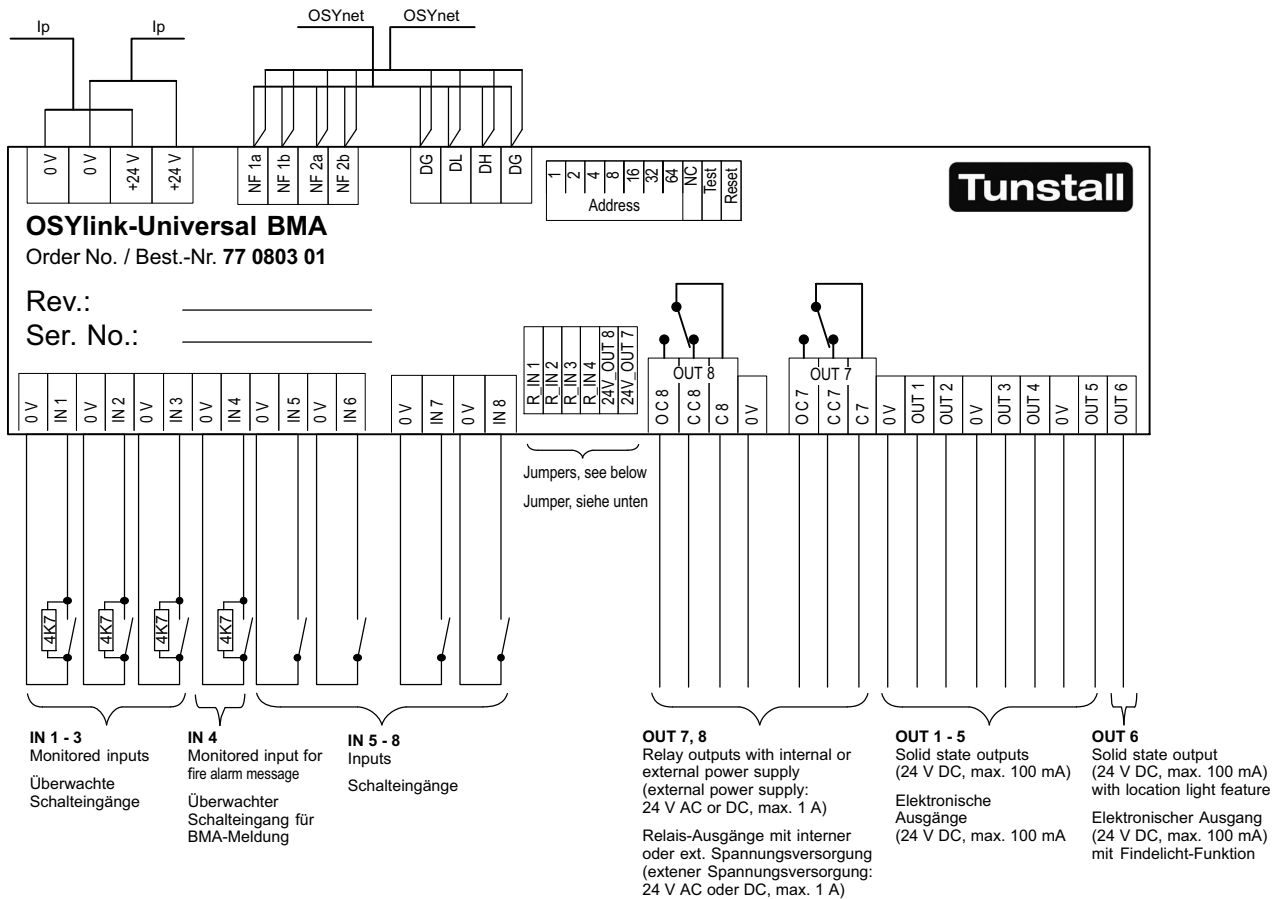 Ip
Ip
OSYnet
OSYnet
0 V
0 V
+24 V
+24 V
NF 1a
NF 1b
NF 2a
NF 2b
DG
DL
DH
DG
1
2
4
8
16
32
64
NC
Test
Reset
Address
Tunstall
OSYlink-Universal BMA
Order No. / Best.-Nr. 77 0803 01
Rev.:
Ser. No.:
R_IN 1
R_IN 2
R_IN 3
R_IN 4
24V_OUT 8
24V_OUT 7
OUT 8
OUT 7
0 V
IN 1
0 V
IN 2
0 V
IN 3
0 V
IN 4
0 V
IN 5
0 V
IN 6
0 V
IN 7
0 V
IN 8
O C 8
C C 8
C 8
0 V
O C 7
C C 7
C 7
0 V
OUT 1
OUT 2
0 V
OUT 3
OUT 4
0 V
OUT 5
OUT 6
Jumpers, see below
Jumper, siehe unten
4K7
4K7
4K7
4K7
IN 1 - 3
Monitored inputs
Überwachte
Schalteingänge
IN 4
Monitored input for
fire alarm message
Überwachter
Schalteingang für
BMA-Meldung
IN 5 - 8
Inputs
Schalteingänge
OUT 7, 8
Relay outputs with internal or
external power supply
(external power supply:
24 V AC or DC, max. 1 A)
Relais-Ausgänge mit interner
oder ext. Spannungsversorgung
(extener Spannungsversorgung:
24 V AC oder DC, max. 1 A)
OUT 1 - 5
Solid state outputs
(24 V DC, max. 100 mA)
Elektronische
Ausgänge
(24 V DC, max. 100 mA
OUT 6
Solid state output
(24 V DC, max. 100 mA)
with location light feature
Elektronischer Ausgang
(24 V DC, max. 100 mA)
mit Findelicht-Funktion